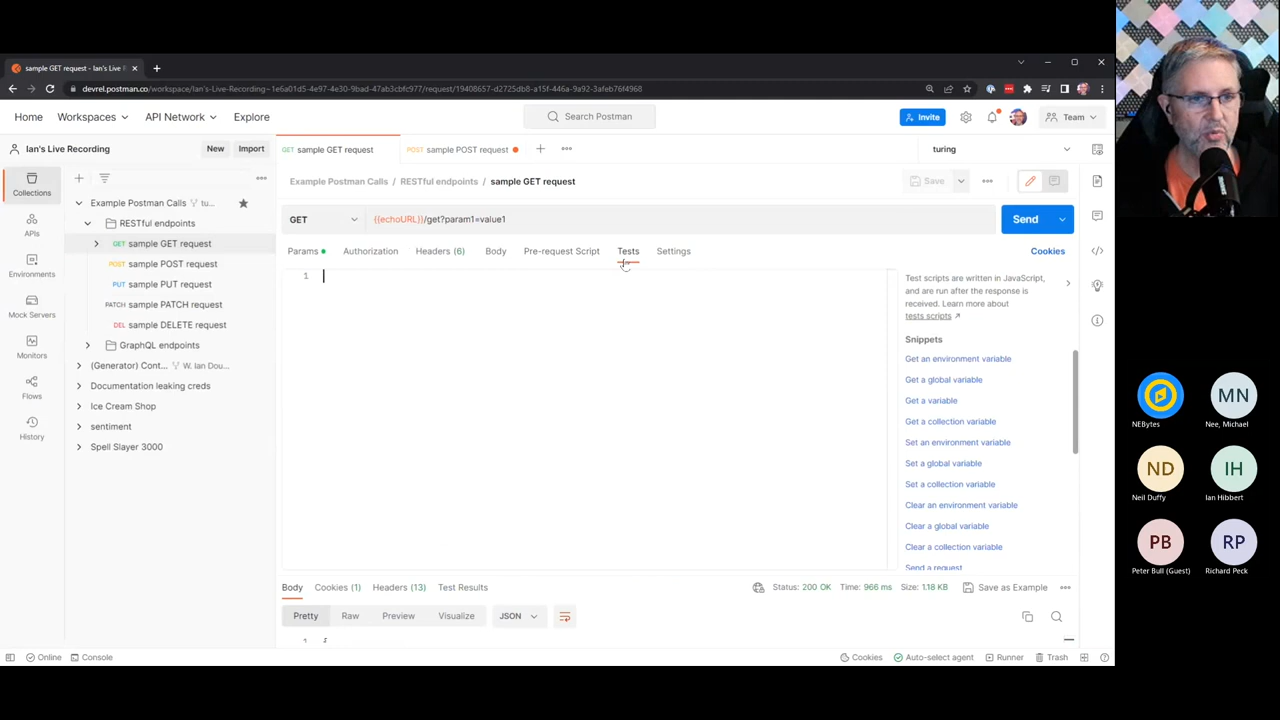 sample GET request - Ian's Live R
devrel.postman.co/workspace/Ian's-Live-Recording~1e6a01d5-4e97-4e30-9bad-47ab3cbfc977/request/19408657-d2725db8-a15f-446a-9a92-3afeb76f4968
Home Workspaces API Network Explore
Search Postman
Invite
Team
Ian's Live Recording
New Import
GET sample GET request
POST sample POST request
turing
Collections
APIs
Environments
Mock Servers
Monitors
Flows
History
Example Postman Calls tu...
RESTful endpoints
GET sample GET request
POST sample POST request
PUT sample PUT request
PATCH sample PATCH request
DEL sample DELETE request
GraphQL endpoints
(Generator) Cont... W. Ian Dou...
Documentation leaking creds
Ice Cream Shop
sentiment
Spell Slayer 3000
Example Postman Calls / RESTful endpoints / sample GET request
Save
GET {{echoURL}}/get?param1=value1
Send
Params Authorization Headers (6) Body Pre-request Script Tests Settings
Cookies
1
Test scripts are written in JavaScript,
and are run after the response is
received. Learn more about
tests scripts
Snippets
Get an environment variable
Get a global variable
Get a variable
Get a collection variable
Set an environment variable
Set a global variable
Set a collection variable
Clear an environment variable
Clear a global variable
Clear a collection variable
Send a request
Body Cookies (1) Headers (13) Test Results
Status: 200 OK Time: 966 ms Size: 1.18 KB Save as Example
Pretty Raw Preview Visualize JSON
Online Console
Cookies Auto-select agent Runner Trash
NEBytes
MN
Nee, Michael
ND
Neil Duffy
IH
Ian Hibbert
PB
Peter Bull (Guest)
RP
Richard Peck